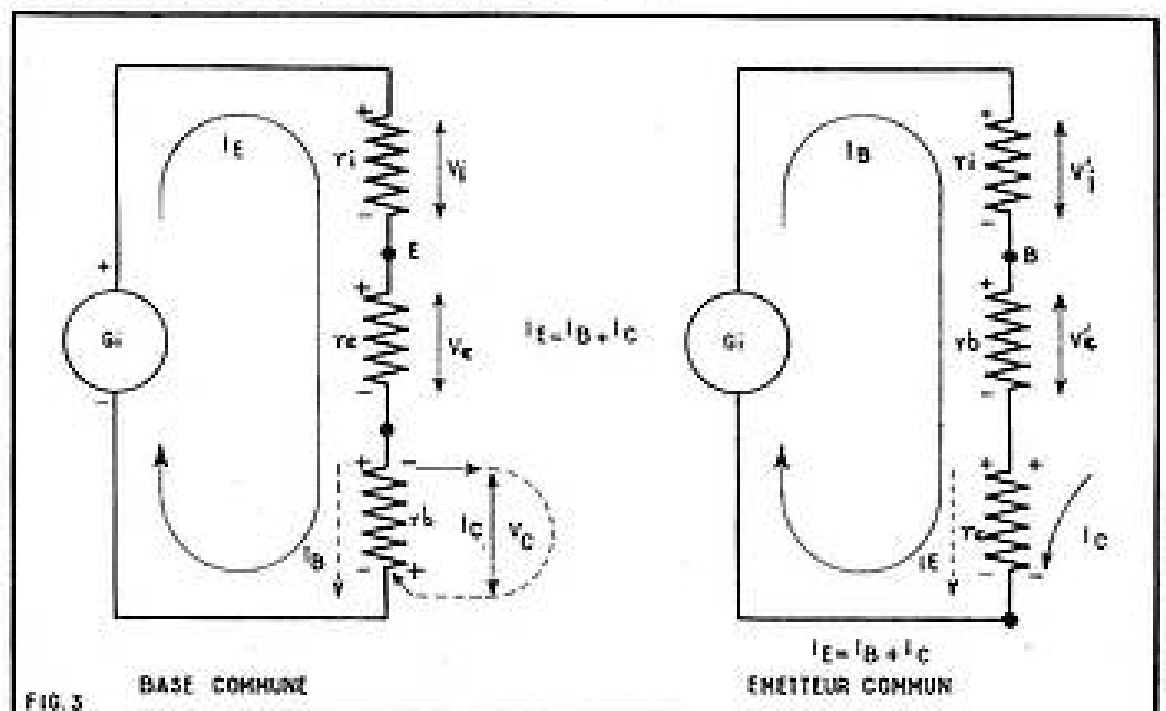 IE
ri
Vi
+
-
E
+
Gi
-
+
re
Ve
-
IE=IB+IC
+
-
IB
rb
IC
VC
-
+
BASE COMMUNE
FIG. 3
IB
+
ri
V'i
-
B
Gi
+
rb
V'e
-
+
+
re
IE
IC
-
-
IE=IB+IC
EMETTEUR COMMUN